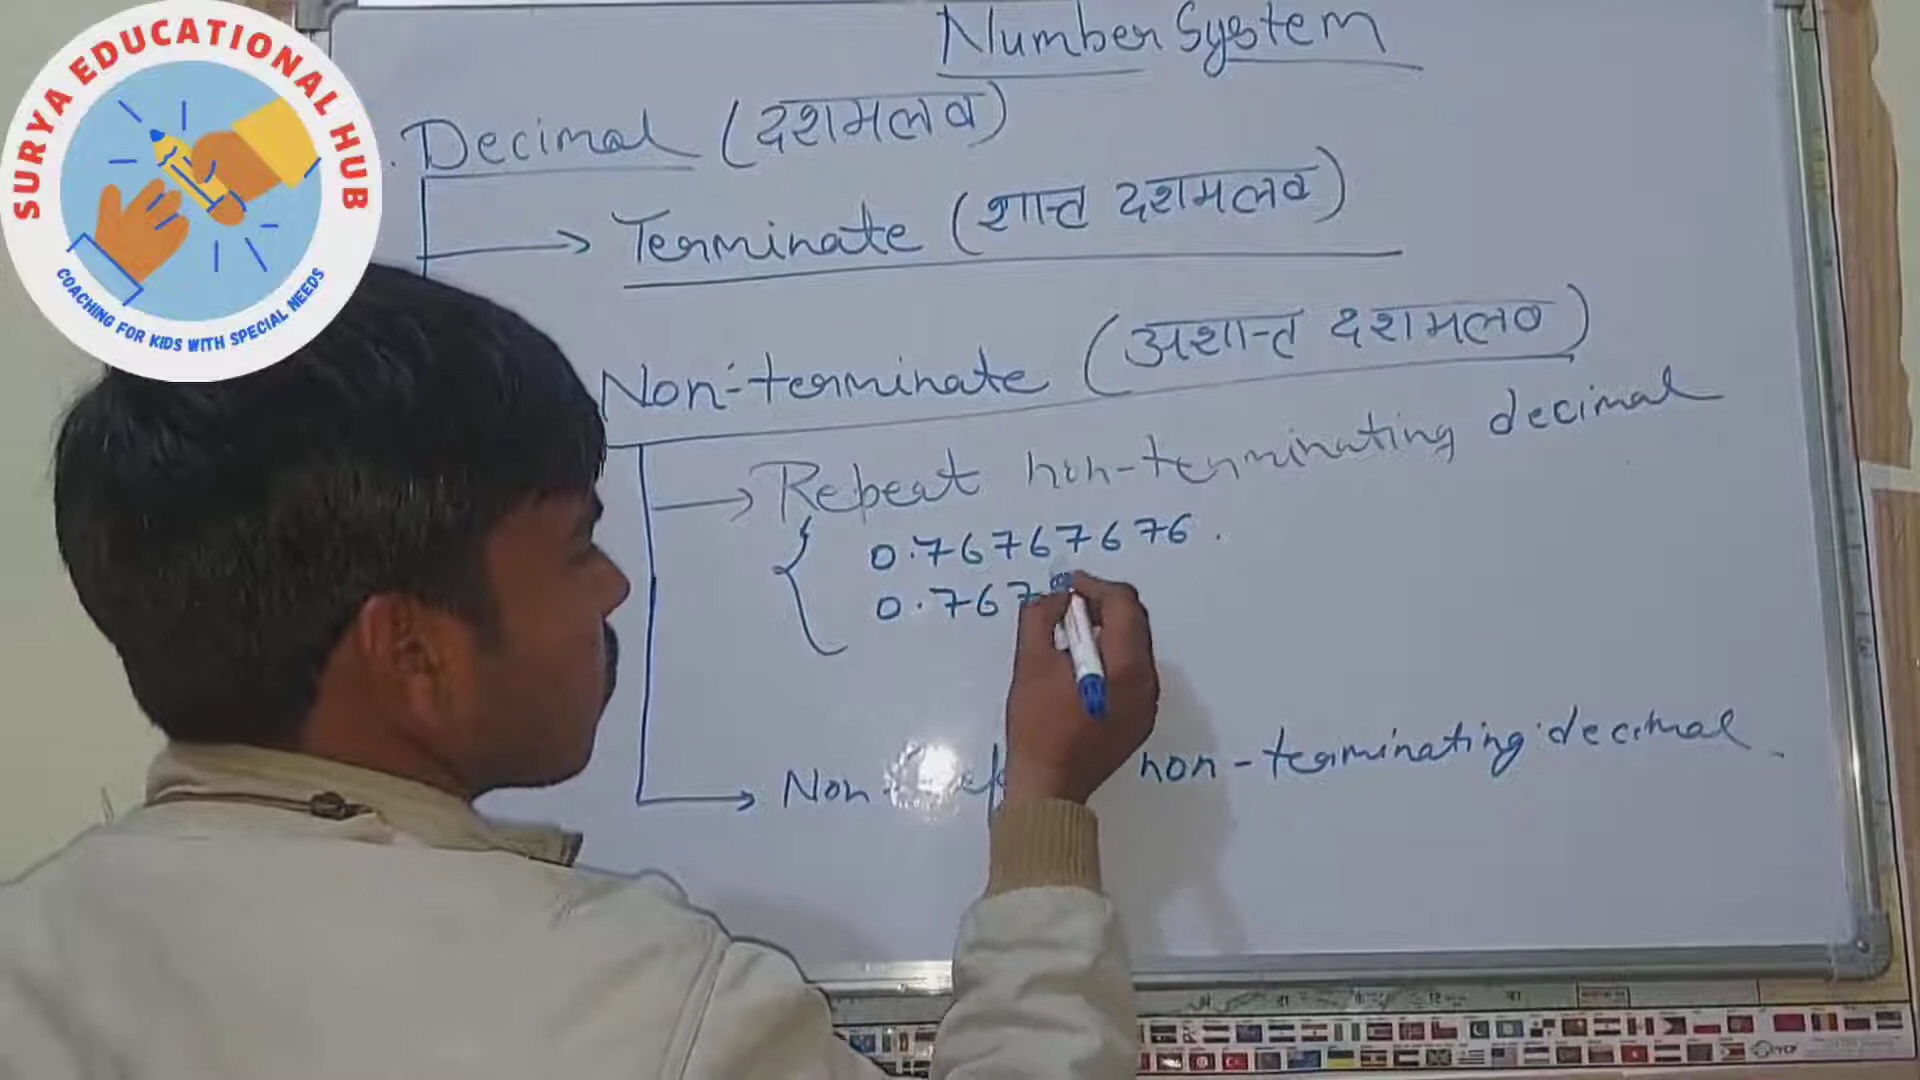 SURYA EDUCATIONAL HUB
COACHING FOR KIDS WITH SPECIAL NEEDS
Number System
Decimal (दशमलव)
Terminate (शान्त दशमलव)
Non-terminate (अशान्त दशमलव)
Repeat non-terminating decimal
0.76767676.
0.767
Non non-terminating decimal.